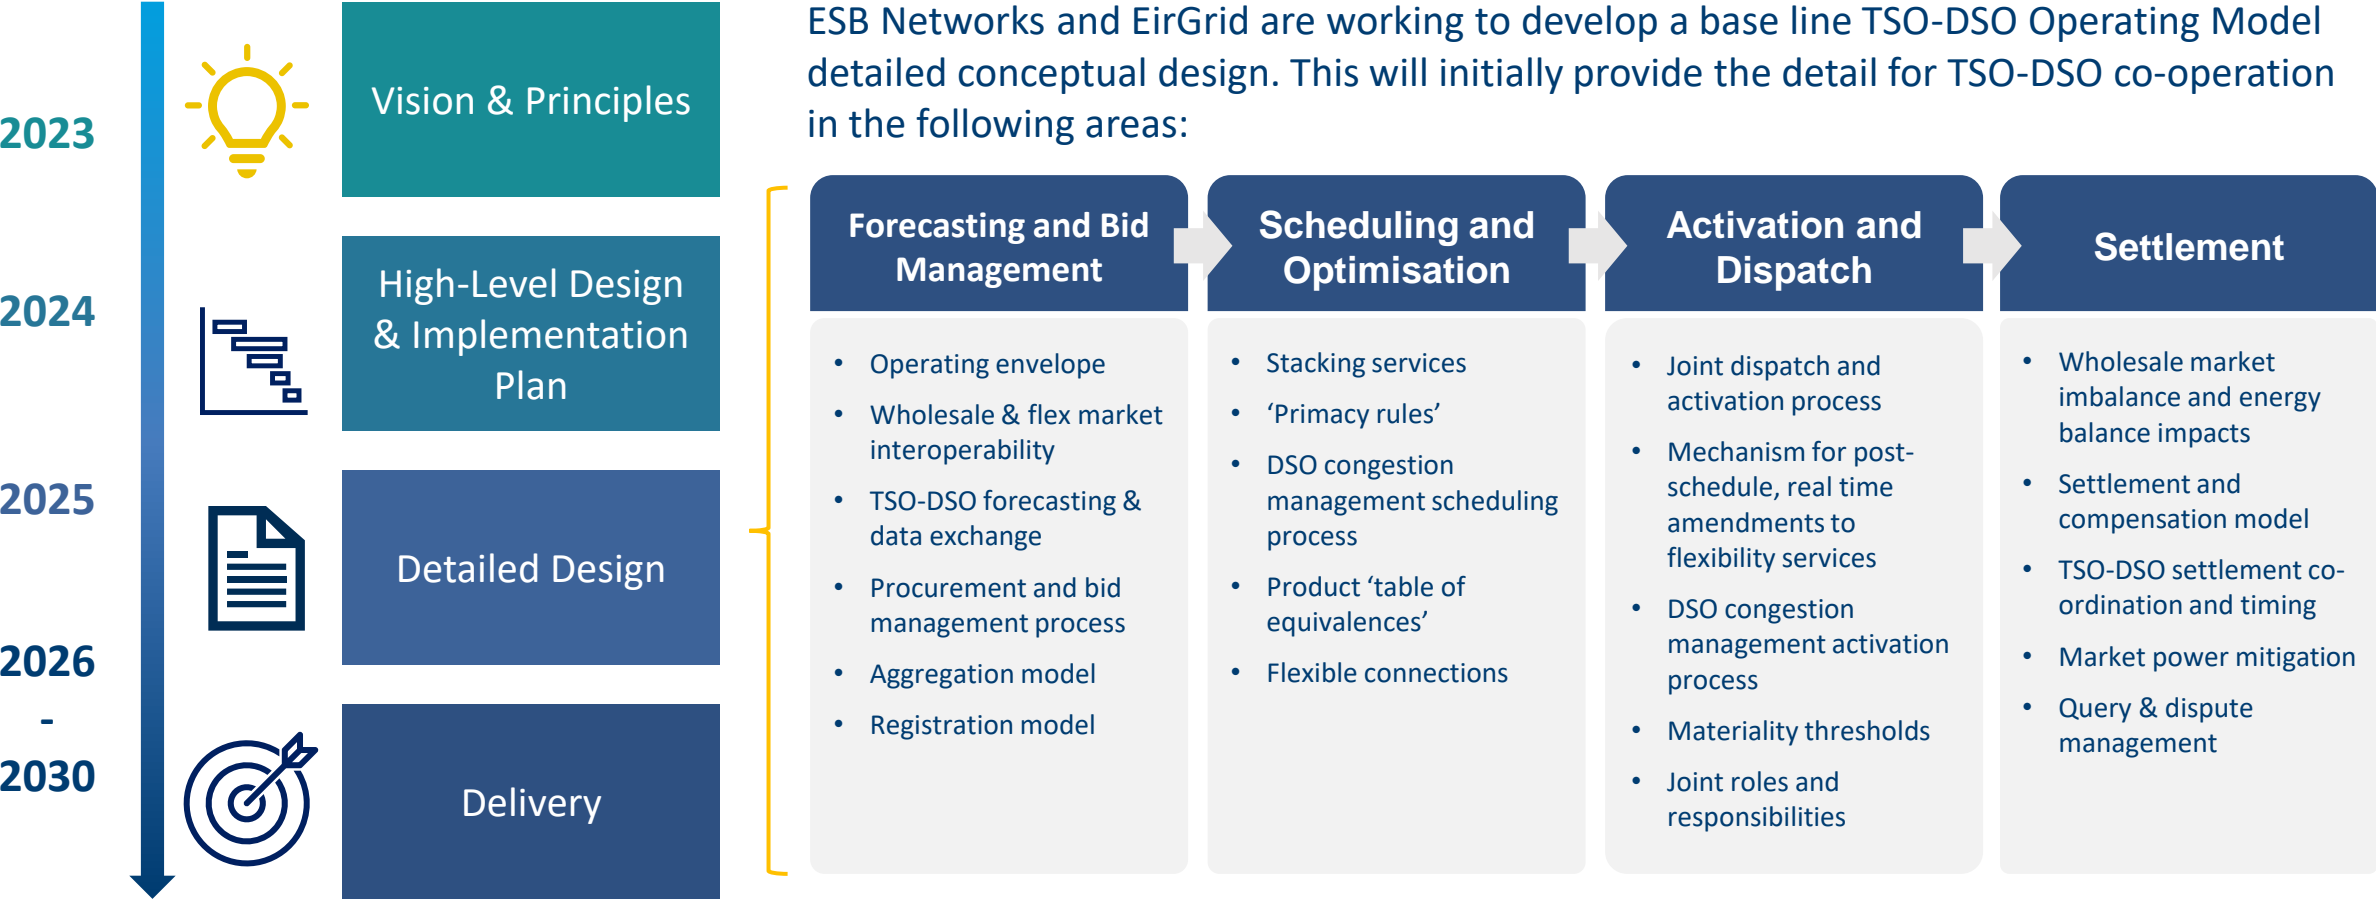 2023
2024
2025
2026
-
2030
Vision & Principles
High-Level Design
& Implementation
Plan
Detailed Design
Delivery
ESB Networks and EirGrid are working to develop a base line TSO-DSO Operating Model
detailed conceptual design. This will initially provide the detail for TSO-DSO co-operation
in the following areas:
Forecasting and Bid
Management
• Operating envelope
• Wholesale & flex market
interoperability
• TSO-DSO forecasting &
data exchange
• Procurement and bid
management process
• Aggregation model
• Registration model
Scheduling and
Optimisation
• Stacking services
• ‘Primacy rules’
• DSO congestion
management scheduling
process
• Product ‘table of
equivalences’
• Flexible connections
Activation and
Dispatch
• Joint dispatch and
activation process
• Mechanism for post-
schedule, real time
amendments to
flexibility services
• DSO congestion
management activation
process
• Materiality thresholds
• Joint roles and
responsibilities
Settlement
• Wholesale market
imbalance and energy
balance impacts
• Settlement and
compensation model
• TSO-DSO settlement co-
ordination and timing
• Market power mitigation
• Query & dispute
management